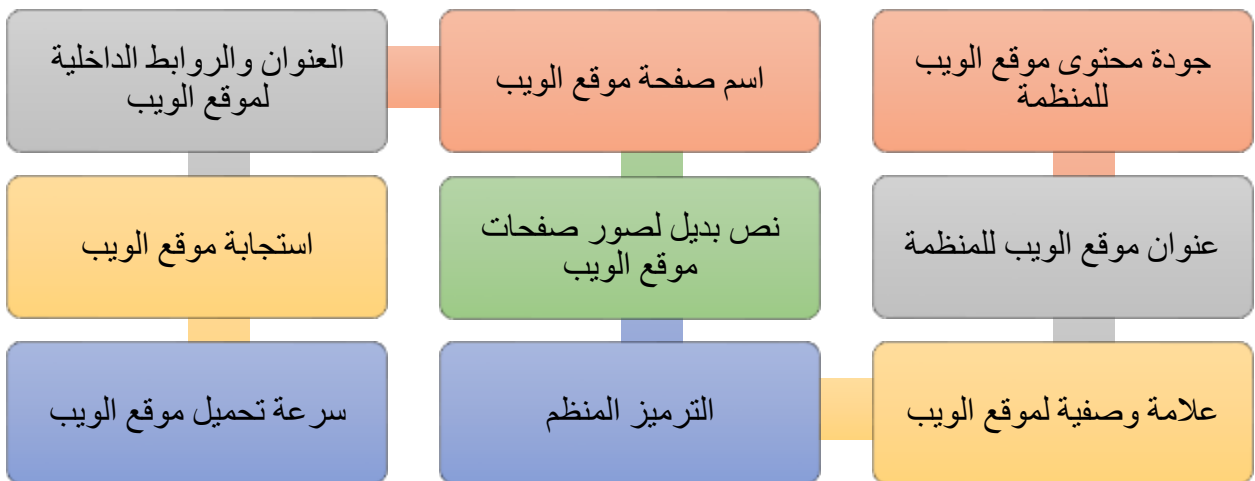 جودة محتوى موقع الويب
للمنظمة
عنوان موقع الويب للمنظمة
علامة وصفية لموقع الويب
الترميز المنظم
نص بديل لصور صفحات
موقع الويب
اسم صفحة موقع الويب
العنوان والروابط الداخلية
لموقع الويب
استجابة موقع الويب
سرعة تحميل موقع الويب